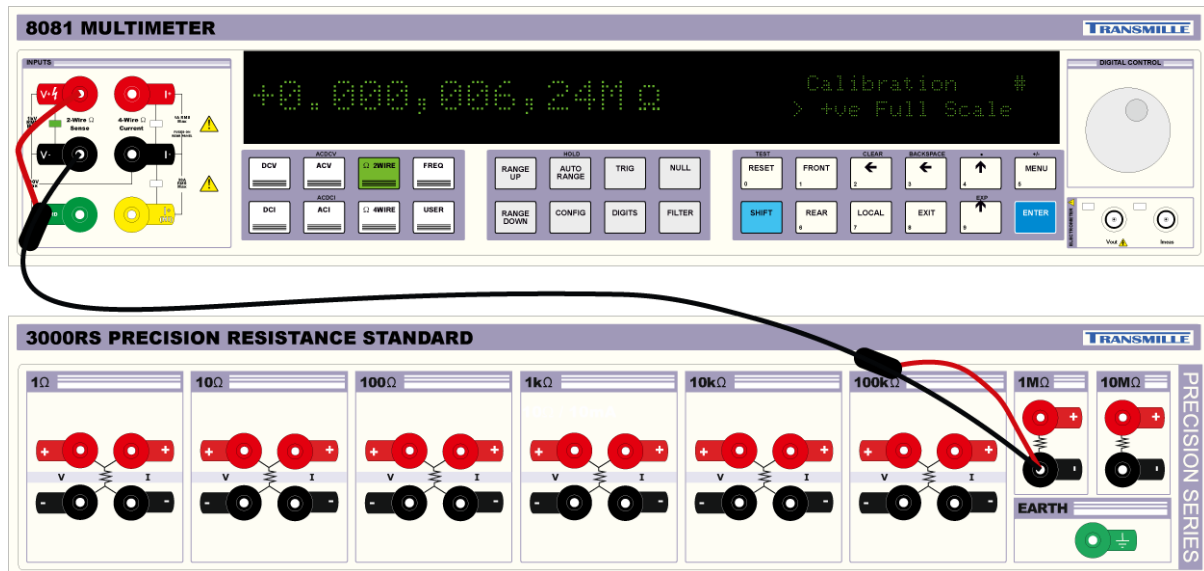 8081 MULTIMETER
TRANSMILLE
INPUTS
V+ I+
2-Wire Ω 4-Wire Ω
Sense Current
V- I-
+0.000,006,24MΩ
Calibration #
> +ve Full Scale
DIGITAL CONTROL
ACDCV
DCV ACV Ω 2WIRE FREQ
ACDCI
DCI ACI Ω 4WIRE USER
HOLD
RANGE UP AUTO RANGE TRIG NULL
RANGE DOWN CONFIG DIGITS FILTER
TEST CLEAR BACKSPACE +/-
RESET FRONT ← ← ↑ MENU
0 1 2 3 4 5
EXP
SHIFT REAR LOCAL EXIT ↑ ENTER
6 7 8 9
ELECTROMETER
Vout Imeas
3000RS PRECISION RESISTANCE STANDARD
TRANSMILLE
1Ω 10Ω 100Ω 1kΩ 10kΩ 100kΩ 1MΩ 10MΩ
+ + + + + + + + + + + + + +
V I V I V I V I V I V I
- - - - - - - - - - - - - -
EARTH
PRECISION SERIES